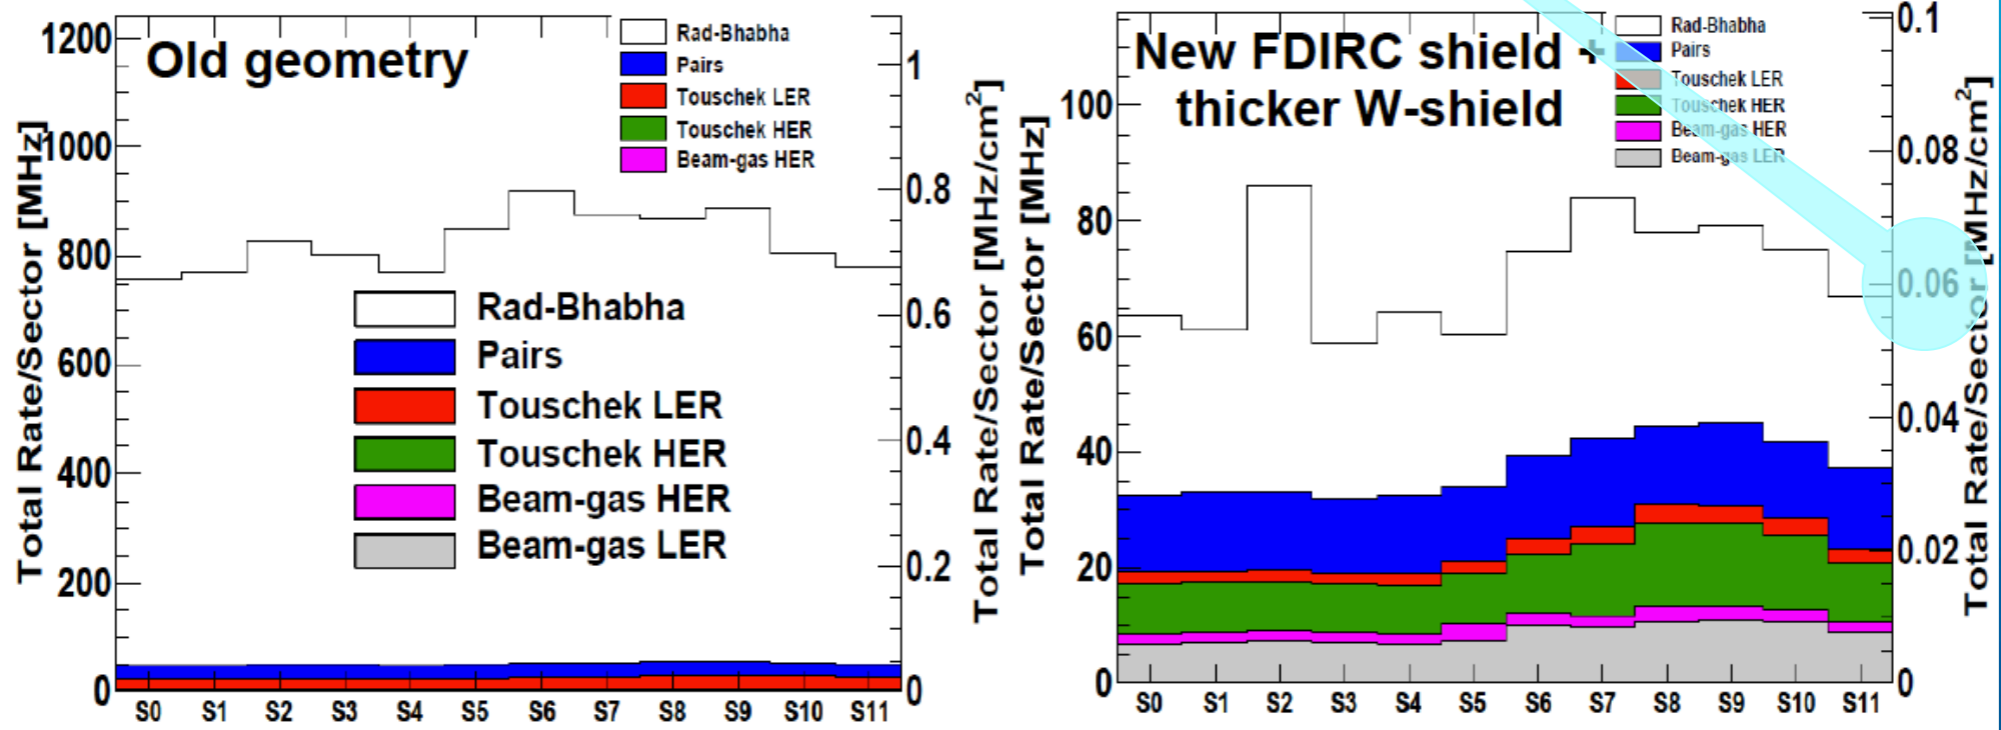 Old geometry
Total Rate/Sector [MHz]
1200
1000
800
600
400
200
0
Rad-Bhabha
Pairs
Touschek LER
Touschek HER
Beam-gas HER
Rad-Bhabha
Pairs
Touschek LER
Touschek HER
Beam-gas HER
Beam-gas LER
S0 S1 S2 S3 S4 S5 S6 S7 S8 S9 S10 S11
1
0.8
0.6
0.4
0.2
0
Total Rate/Sector [MHz/cm²]
New FDIRC shield +
thicker W-shield
Total Rate/Sector [MHz]
100
80
60
40
20
0
Rad-Bhabha
Pairs
Touschek LER
Touschek HER
Beam-gas HER
Beam-gas LER
S0 S1 S2 S3 S4 S5 S6 S7 S8 S9 S10 S11
0.1
0.08
0.06
0.04
0.02
0
Total Rate/Sector [MHz/cm²]